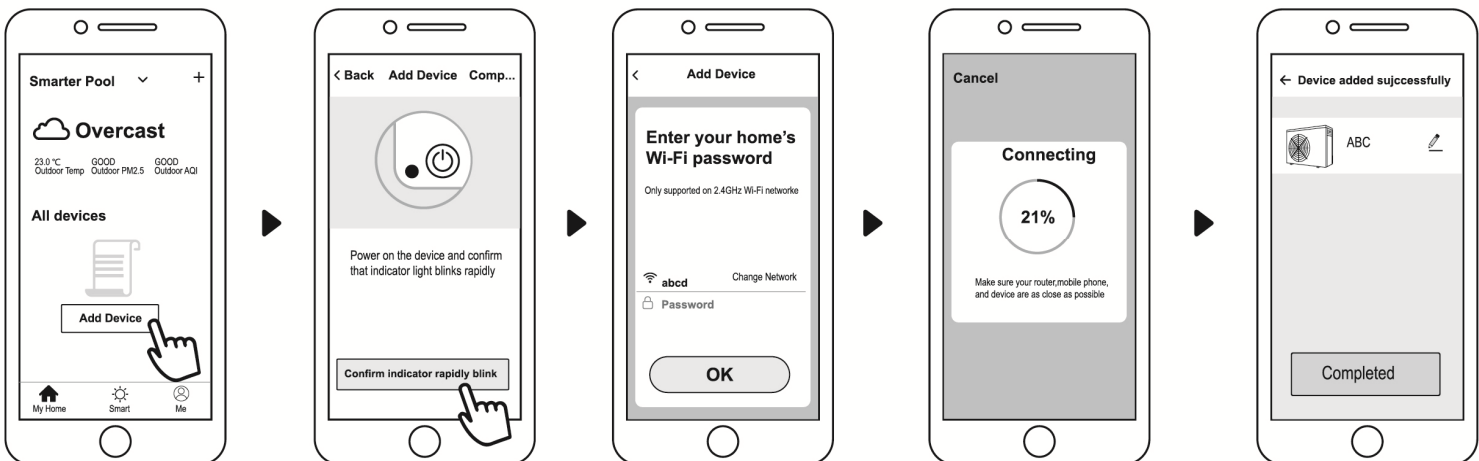 Smarter Pool
Overcast
23.0 ℃ GOOD GOOD
Outdoor Temp Outdoor PM2.5 Outdoor AQI
All devices
Add Device
My Home Smart Me
< Back Add Device Comp...
Power on the device and confirm
that indicator light blinks rapidly
Confirm indicator rapidly blink
< Add Device
Enter your home's
Wi-Fi password
Only supported on 2.4GHz Wi-Fi networke
abcd Change Network
Password
OK
Cancel
Connecting
21%
Make sure your router,mobile phone,
and device are as close as possible
← Device added sujccessfully
ABC
Completed